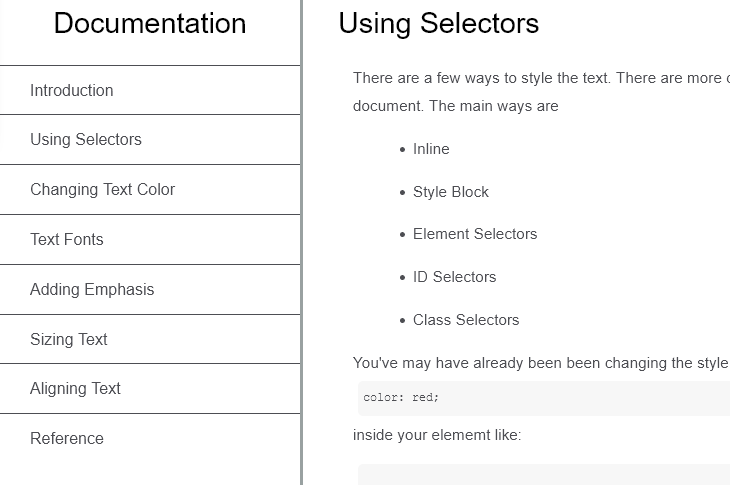 Documentation
Introduction
Using Selectors
Changing Text Color
Text Fonts
Adding Emphasis
Sizing Text
Aligning Text
Reference
Using Selectors
There are a few ways to style the text. There are more
document. The main ways are
• Inline
• Style Block
• Element Selectors
• ID Selectors
• Class Selectors
You've may have already been been changing the style
color: red;
inside your elememt like: